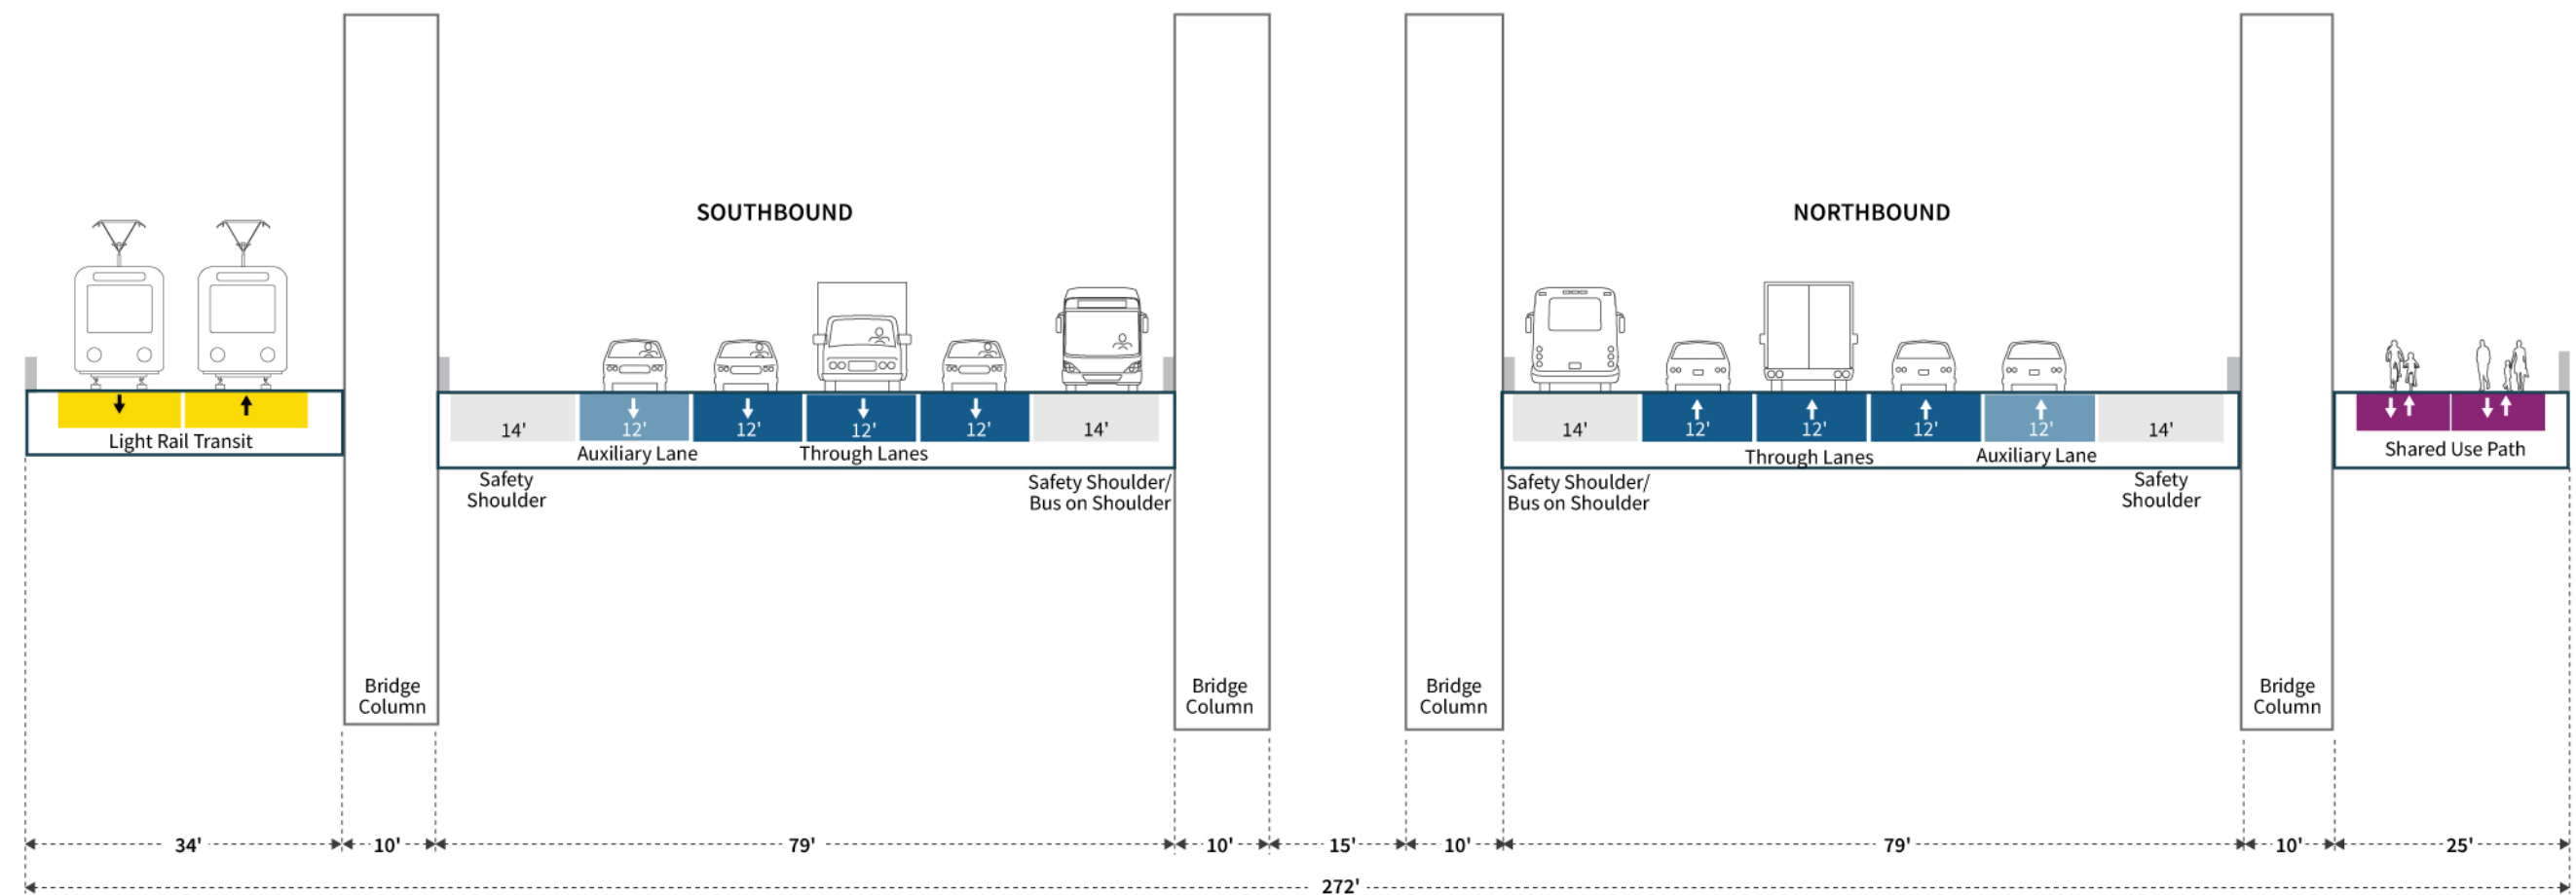 SOUTHBOUND
NORTHBOUND
14'
12'
12'
12'
12'
14'
14'
12'
12'
12'
12'
14'
Light Rail Transit
Auxiliary Lane
Through Lanes
Through Lanes
Auxiliary Lane
Shared Use Path
Safety
Shoulder
Safety Shoulder/
Bus on Shoulder
Safety Shoulder/
Bus on Shoulder
Safety
Shoulder
Bridge
Column
Bridge
Column
Bridge
Column
Bridge
Column
34'
10'
79'
10'
15'
10'
79'
10'
25'
272'